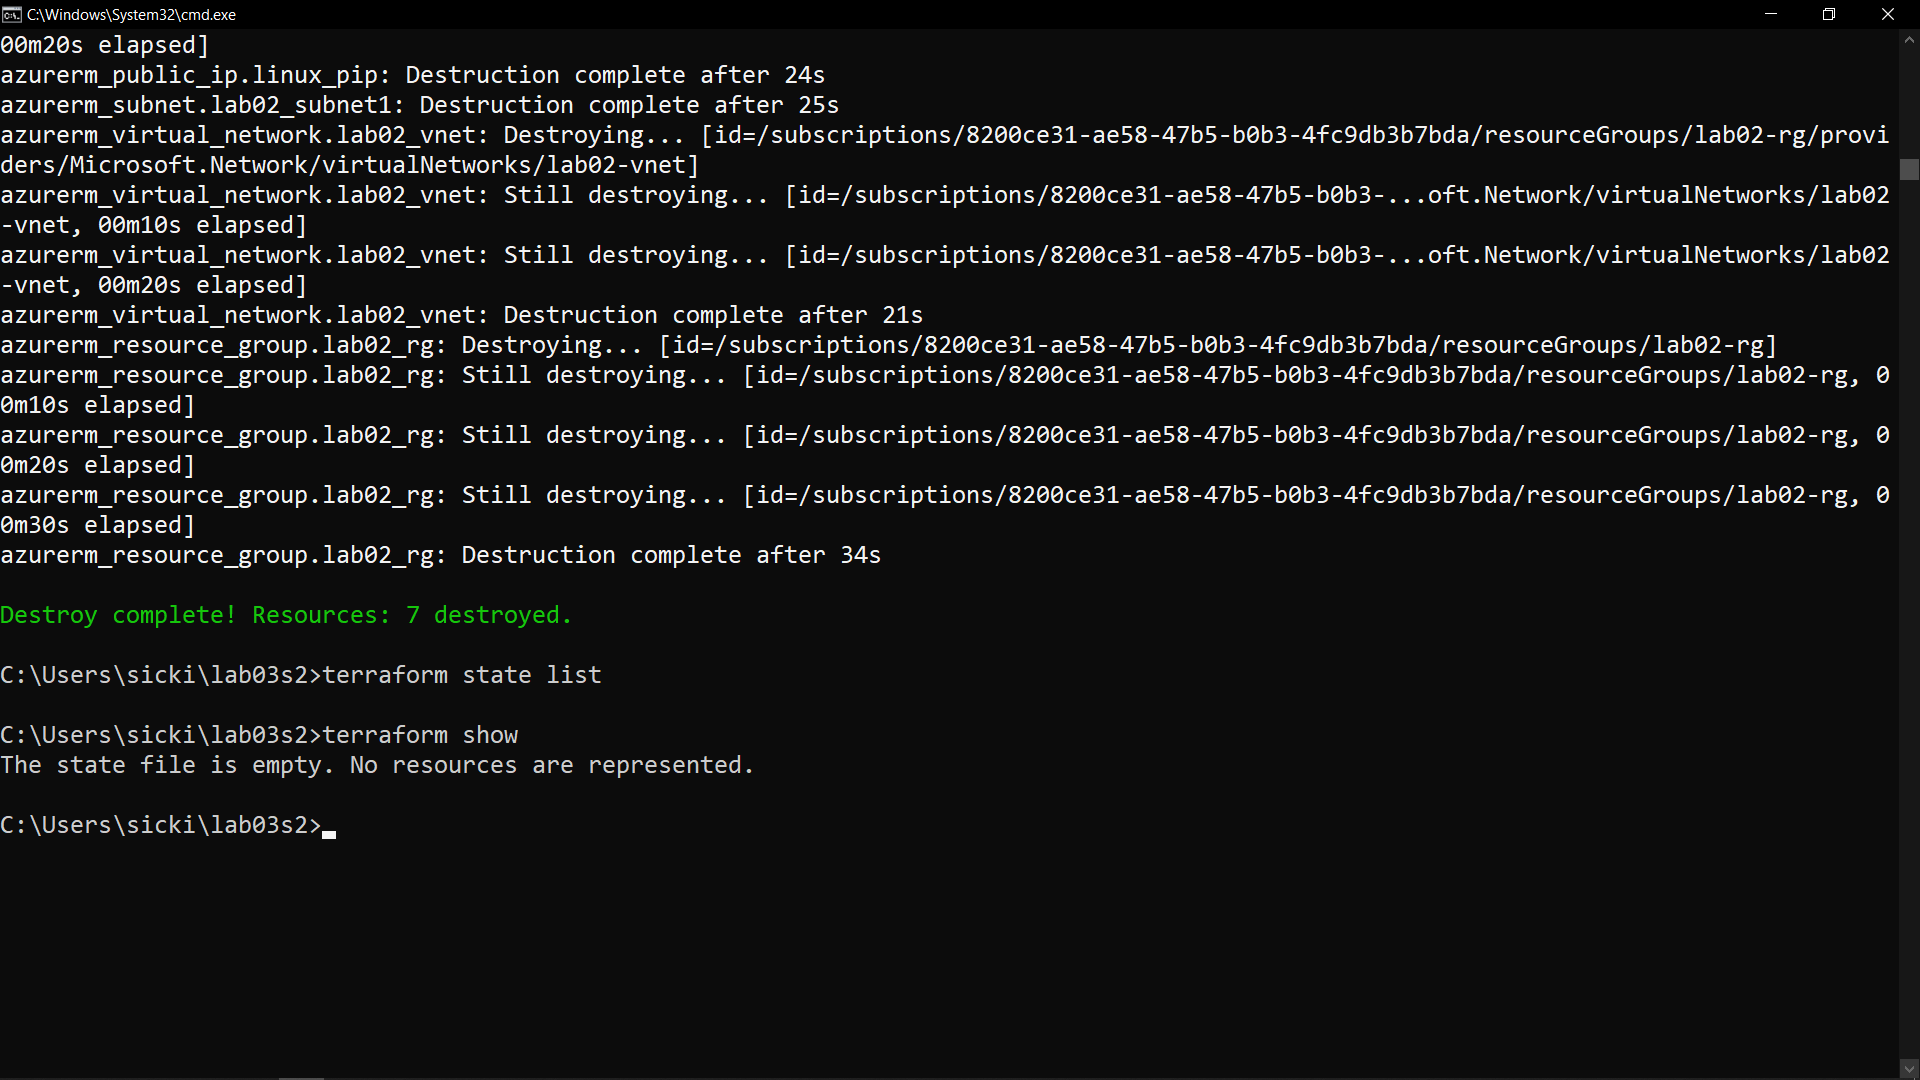 C:\Windows\System32\cmd.exe
00m20s elapsed]
azurerm_public_ip.linux_pip: Destruction complete after 24s
azurerm_subnet.lab02_subnet1: Destruction complete after 25s
azurerm_virtual_network.lab02_vnet: Destroying... [id=/subscriptions/8200ce31-ae58-47b5-b0b3-4fc9db3b7bda/resourceGroups/lab02-rg/provi
ders/Microsoft.Network/virtualNetworks/lab02-vnet]
azurerm_virtual_network.lab02_vnet: Still destroying... [id=/subscriptions/8200ce31-ae58-47b5-b0b3-...oft.Network/virtualNetworks/lab02
-vnet, 00m10s elapsed]
azurerm_virtual_network.lab02_vnet: Still destroying... [id=/subscriptions/8200ce31-ae58-47b5-b0b3-...oft.Network/virtualNetworks/lab02
-vnet, 00m20s elapsed]
azurerm_virtual_network.lab02_vnet: Destruction complete after 21s
azurerm_resource_group.lab02_rg: Destroying... [id=/subscriptions/8200ce31-ae58-47b5-b0b3-4fc9db3b7bda/resourceGroups/lab02-rg]
azurerm_resource_group.lab02_rg: Still destroying... [id=/subscriptions/8200ce31-ae58-47b5-b0b3-4fc9db3b7bda/resourceGroups/lab02-rg, 0
0m10s elapsed]
azurerm_resource_group.lab02_rg: Still destroying... [id=/subscriptions/8200ce31-ae58-47b5-b0b3-4fc9db3b7bda/resourceGroups/lab02-rg, 0
0m20s elapsed]
azurerm_resource_group.lab02_rg: Still destroying... [id=/subscriptions/8200ce31-ae58-47b5-b0b3-4fc9db3b7bda/resourceGroups/lab02-rg, 0
0m30s elapsed]
azurerm_resource_group.lab02_rg: Destruction complete after 34s
Destroy complete! Resources: 7 destroyed.
C:\Users\sicki\lab03s2>terraform state list
C:\Users\sicki\lab03s2>terraform show
The state file is empty. No resources are represented.
C:\Users\sicki\lab03s2>